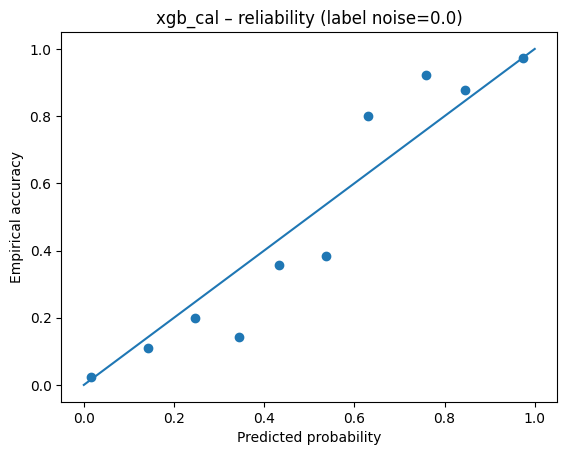 xgb_cal – reliability (label noise=0.0)
1.0
0.8
0.6
0.4
0.2
0.0
Empirical accuracy
0.0 0.2 0.4 0.6 0.8 1.0
Predicted probability